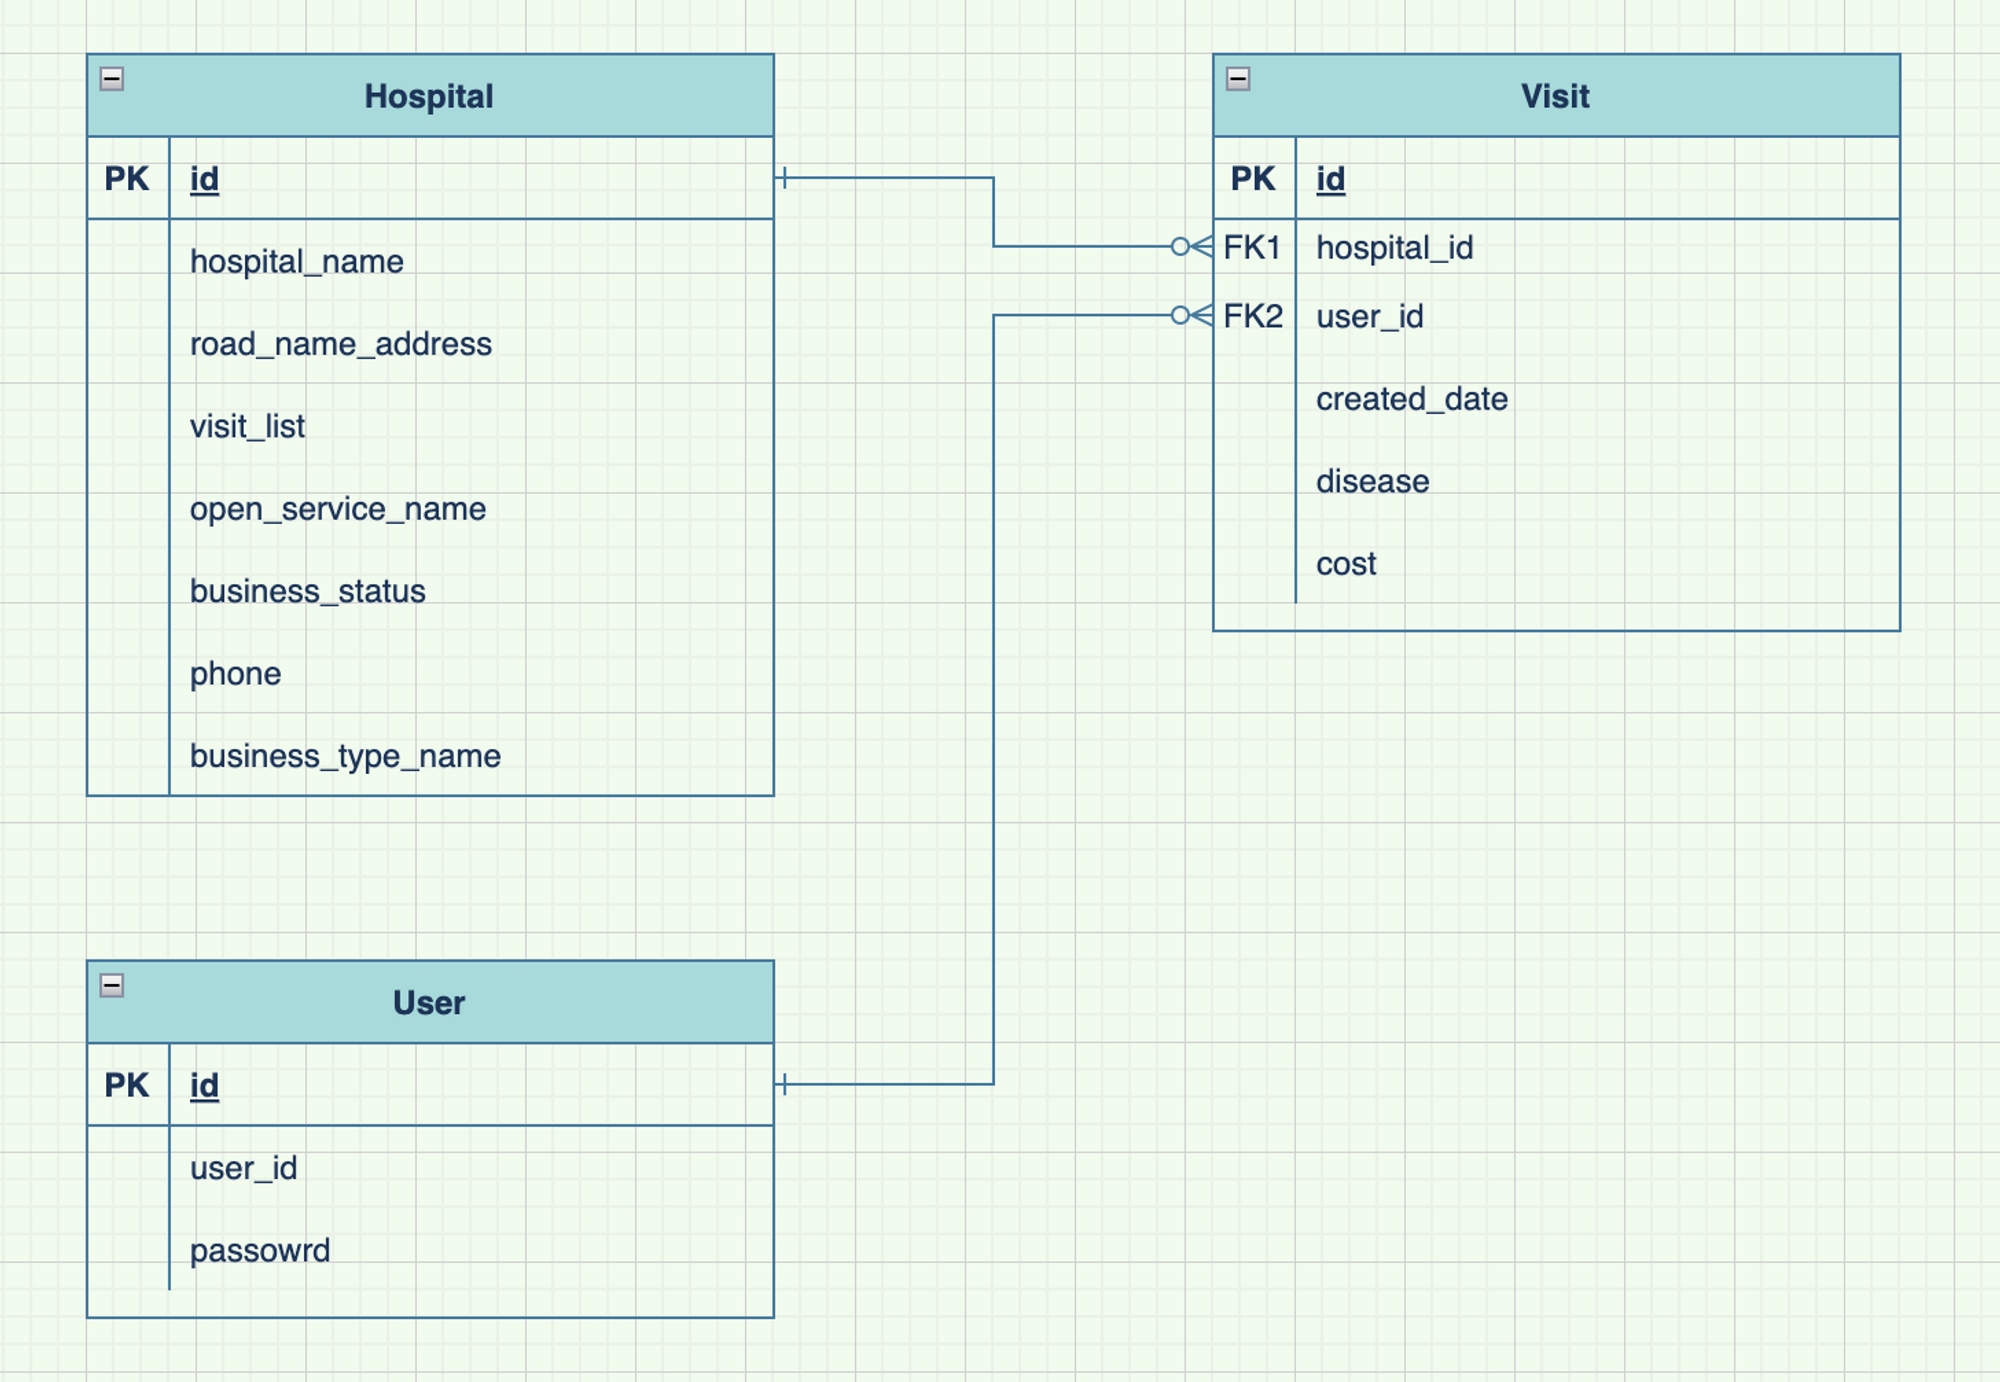 Hospital
PK id
hospital_name
road_name_address
visit_list
open_service_name
business_status
phone
business_type_name
Visit
PK id
FK1 hospital_id
FK2 user_id
created_date
disease
cost
User
PK id
user_id
passowrd